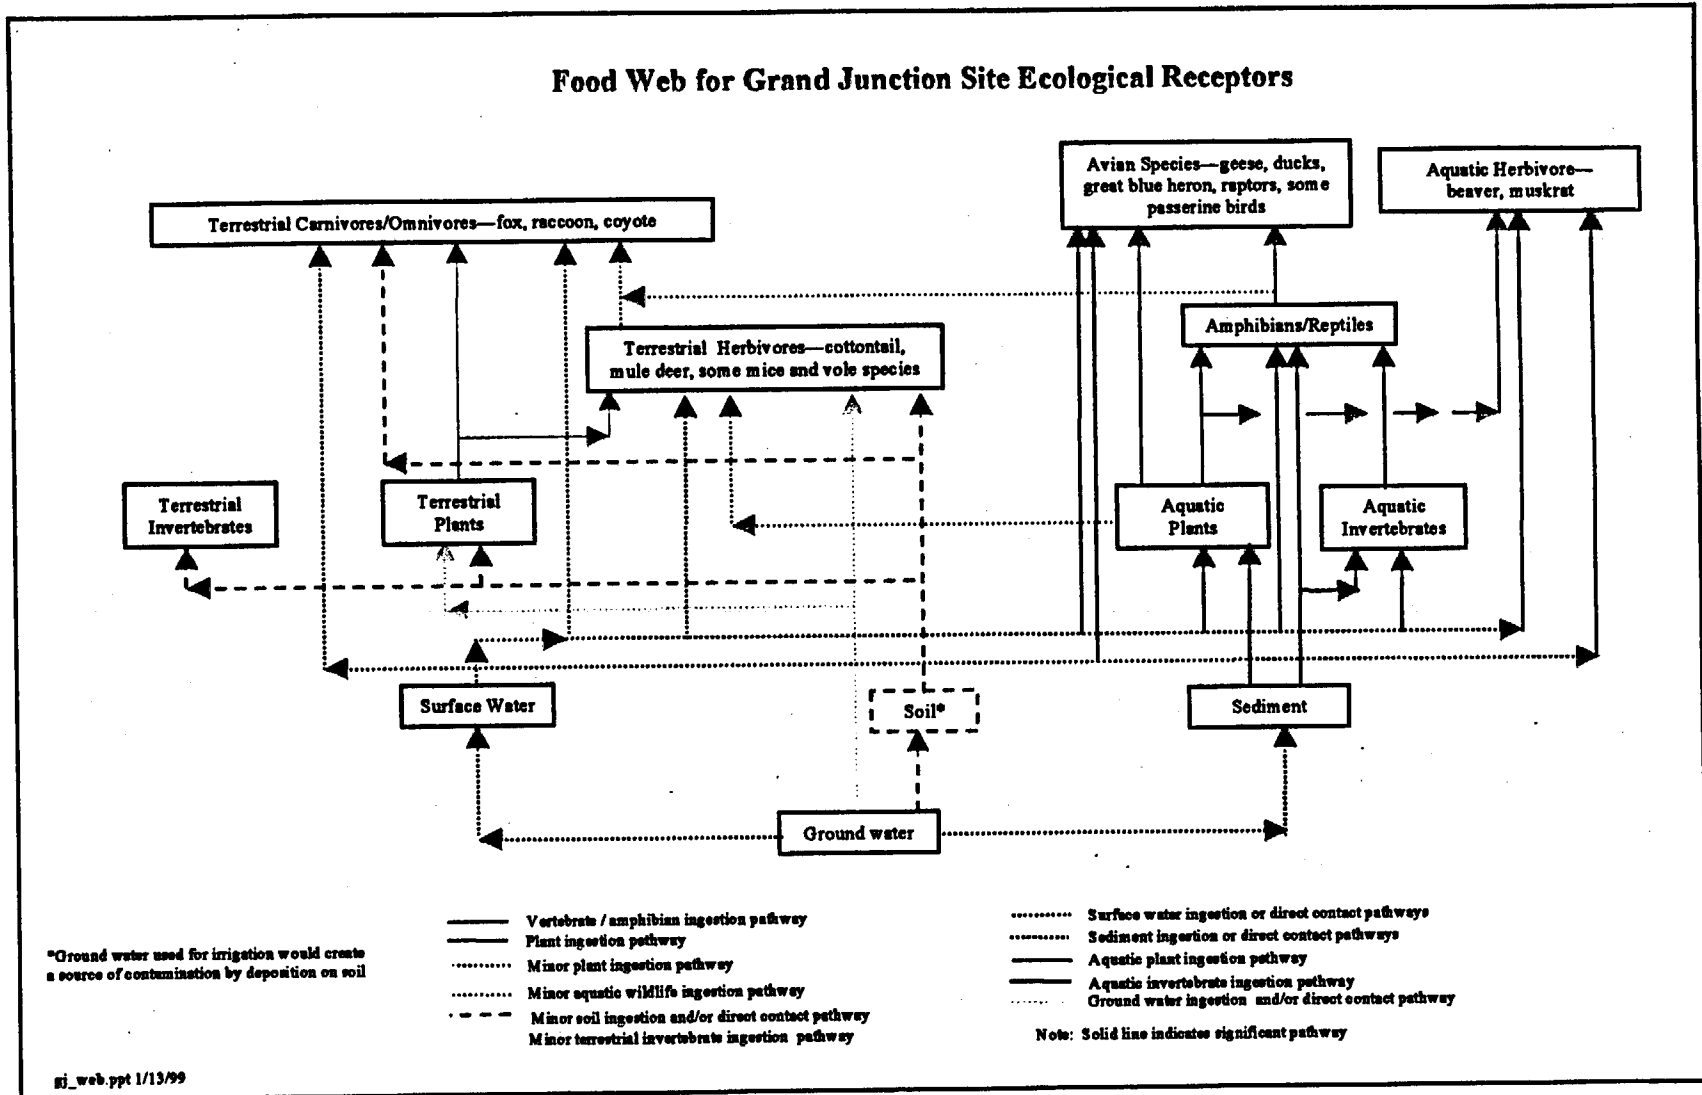 Food Web for Grand Junction Site Ecological Receptors
Avian Species—geese, ducks,
great blue heron, raptors, some
passerine birds
Aquatic Herbivore—
beaver, muskrat
Terrestrial Carnivores/Omnivores—fox, raccoon, coyote
Amphibians/Reptiles
Terrestrial Herbivores—cottontail,
mule deer, some mice and vole species
Terrestrial
Invertebrates
Terrestrial
Plants
Aquatic
Plants
Aquatic
Invertebrates
Surface Water
Soil*
Sediment
Ground water
*Ground water used for irrigation would create
a source of contamination by deposition on soil
Vertebrate / amphibian ingestion pathway
Plant ingestion pathway
Minor plant ingestion pathway
Minor aquatic wildlife ingestion pathway
Minor soil ingestion and/or direct contact pathway
Minor terrestrial invertebrate ingestion pathway
Surface water ingestion or direct contact pathways
Sediment ingestion or direct contact pathways
Aquatic plant ingestion pathway
Aquatic invertebrate ingestion pathway
Ground water ingestion and/or direct contact pathway
Note: Solid line indicates significant pathway
gj_web.ppt 1/13/99